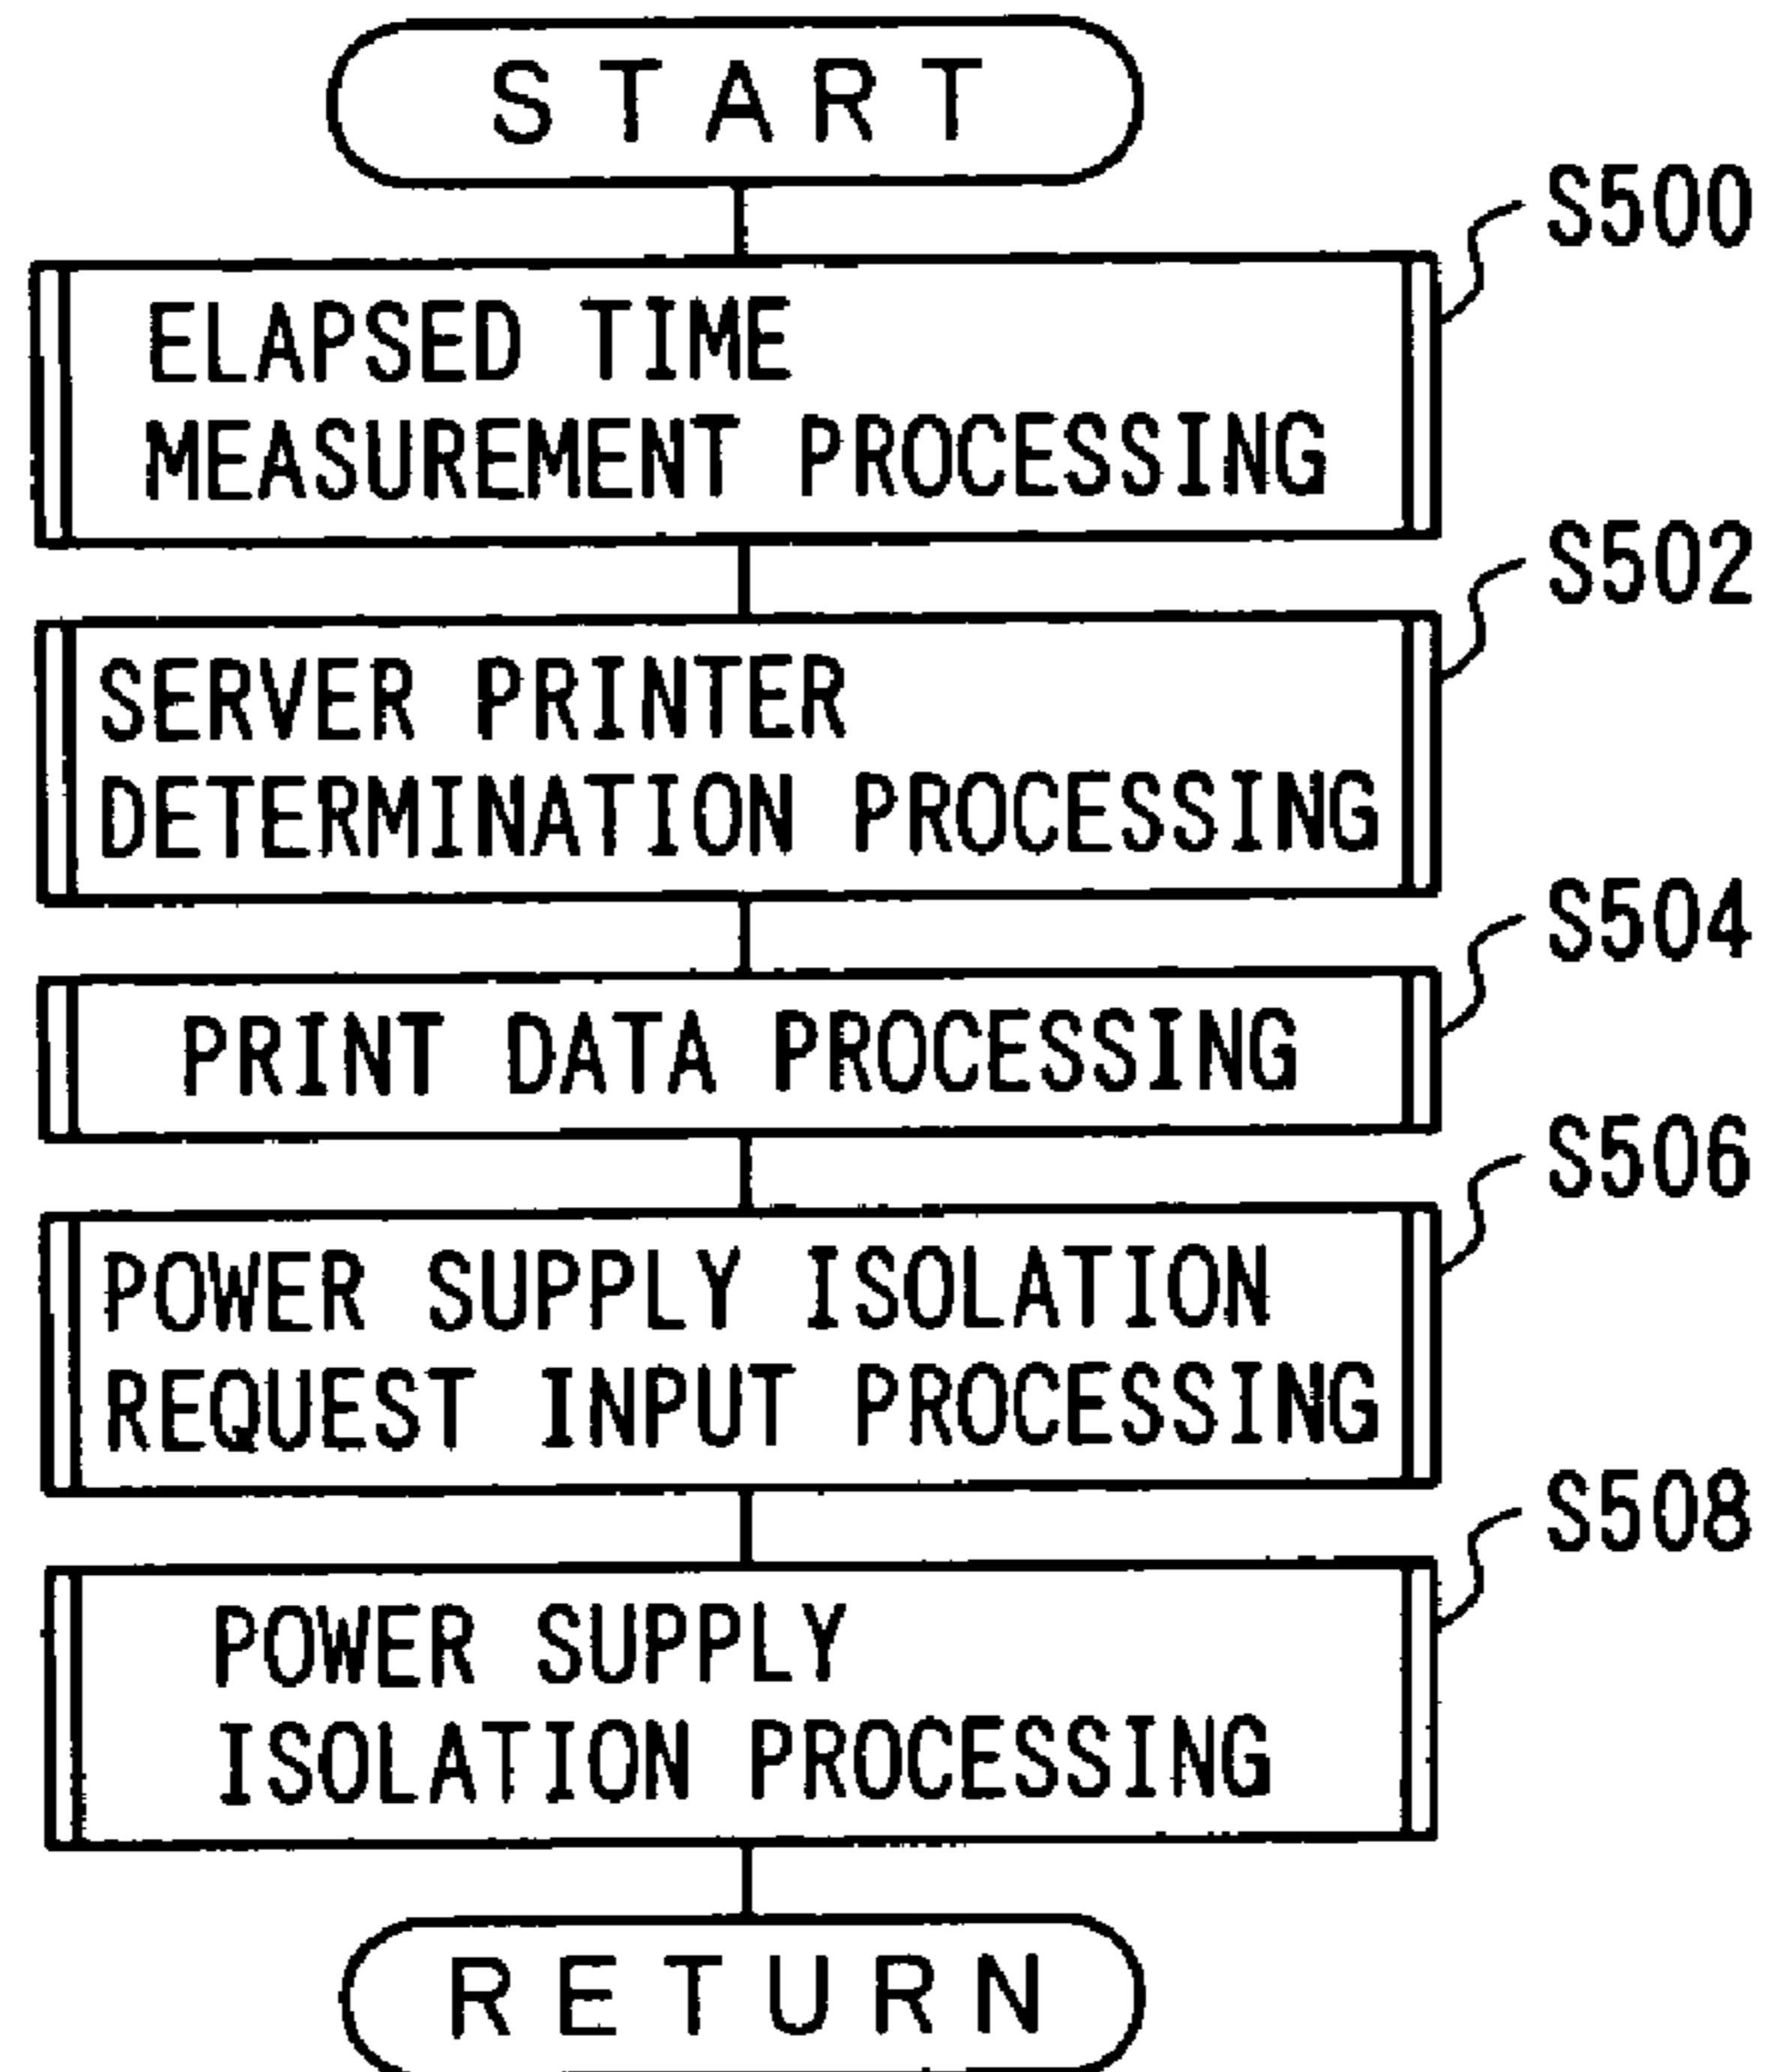 START
S500
ELAPSED TIME
MEASUREMENT PROCESSING
S502
SERVER PRINTER
DETERMINATION PROCESSING
S504
PRINT DATA PROCESSING
S506
POWER SUPPLY ISOLATION
REQUEST INPUT PROCESSING
S508
POWER SUPPLY
ISOLATION PROCESSING
RETURN